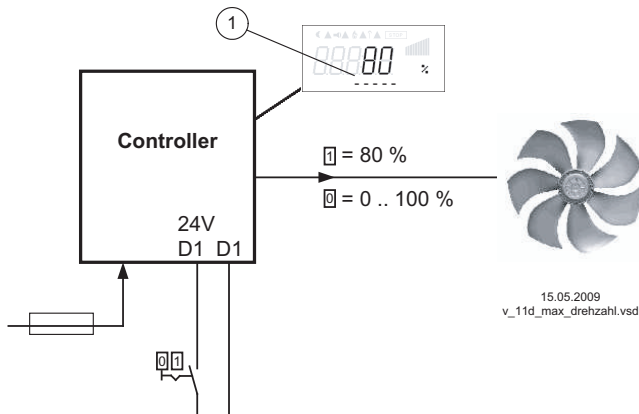 1
80
%
Controller
1 = 80 %
0 = 0 .. 100 %
24V
D1 D1
15.05.2009
v_11d_max_drehzahl.vsd
0 1